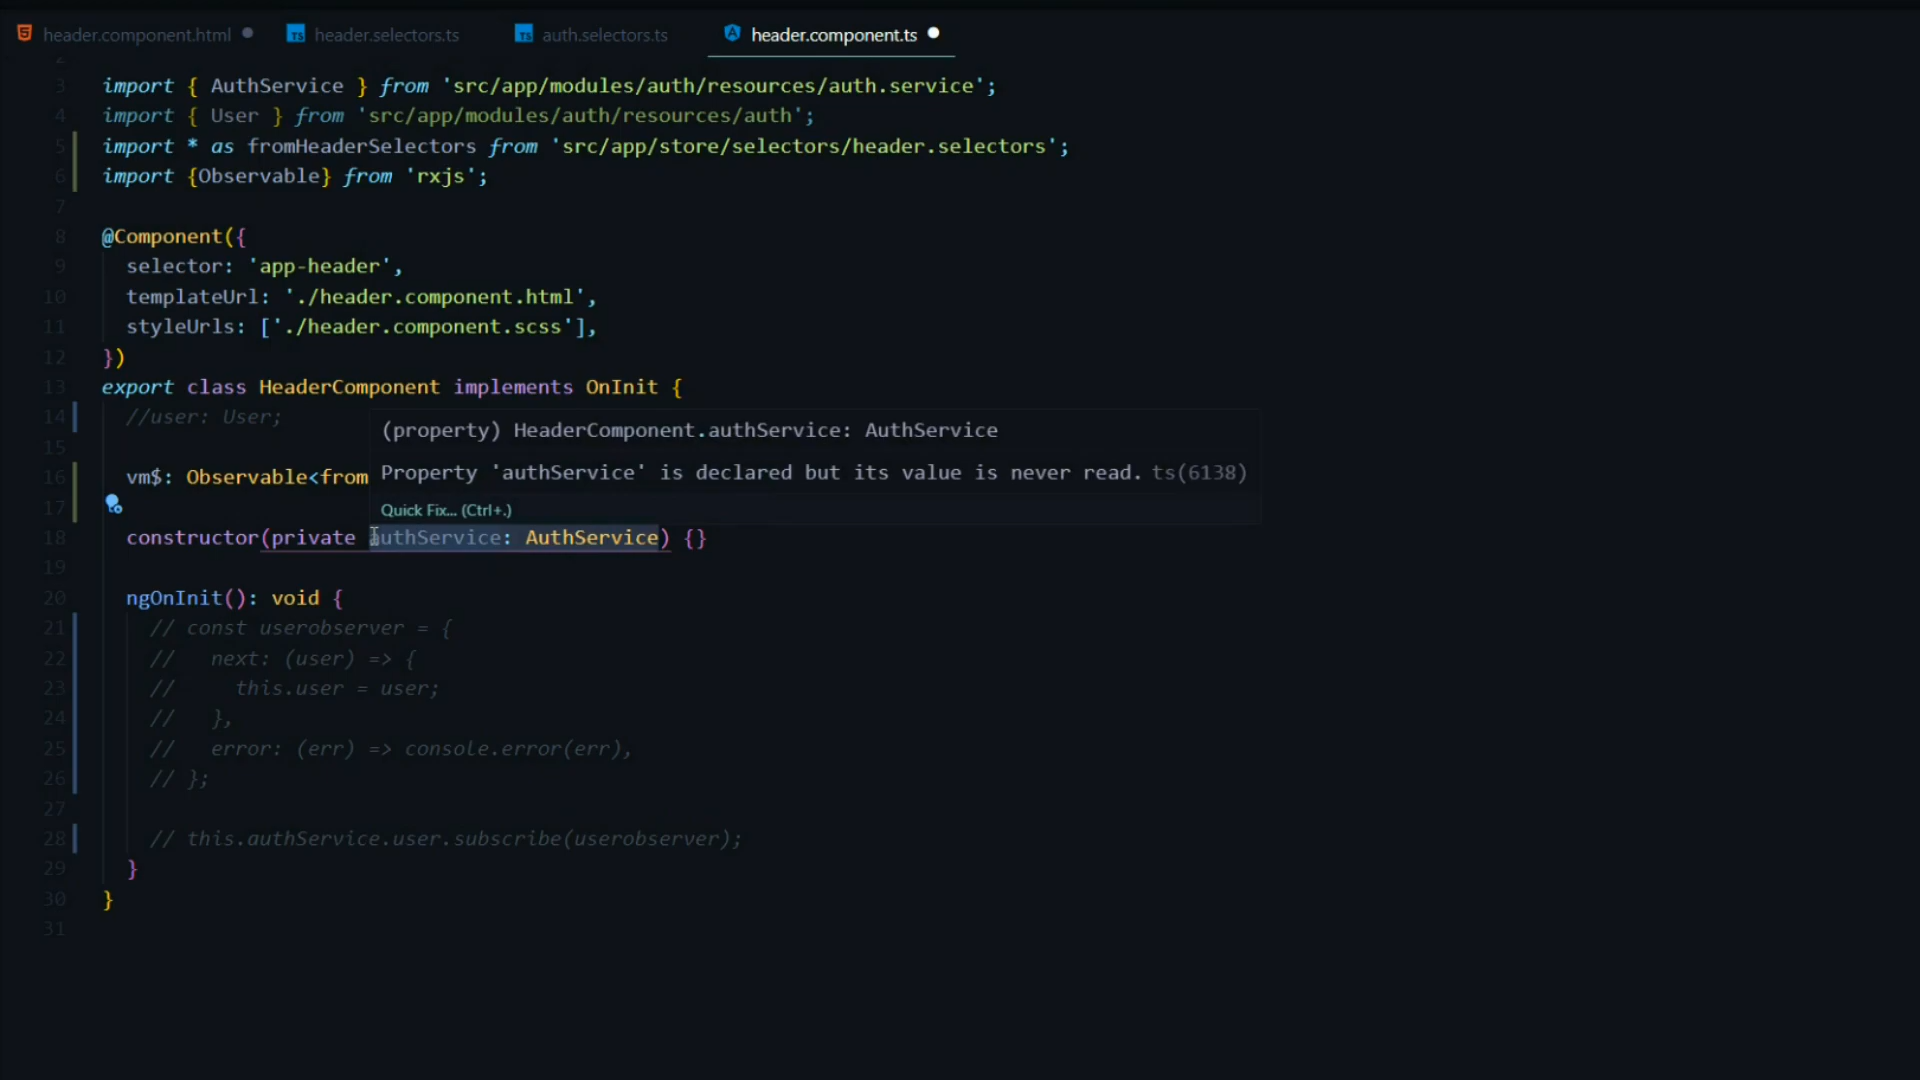 header.component.html
header.selectors.ts
auth.selectors.ts
header.component.ts
2
3 import { AuthService } from 'src/app/modules/auth/resources/auth.service';
4 import { User } from 'src/app/modules/auth/resources/auth';
5 import * as fromHeaderSelectors from 'src/app/store/selectors/header.selectors';
6 import {Observable} from 'rxjs';
7
8 @Component({
9 selector: 'app-header',
10 templateUrl: './header.component.html',
11 styleUrls: ['./header.component.scss'],
12 })
13 export class HeaderComponent implements OnInit {
14 //user: User;
(property) HeaderComponent.authService: AuthService
15
16 vm$: Observable<from
Property 'authService' is declared but its value is never read. ts(6138)
17
Quick Fix... (Ctrl+.)
18 constructor(private authService: AuthService) {}
19
20 ngOnInit(): void {
21 // const userobserver = {
22 // next: (user) => {
23 // this.user = user;
24 // },
25 // error: (err) => console.error(err),
26 // };
27
28 // this.authService.user.subscribe(userobserver);
29 }
30 }
31